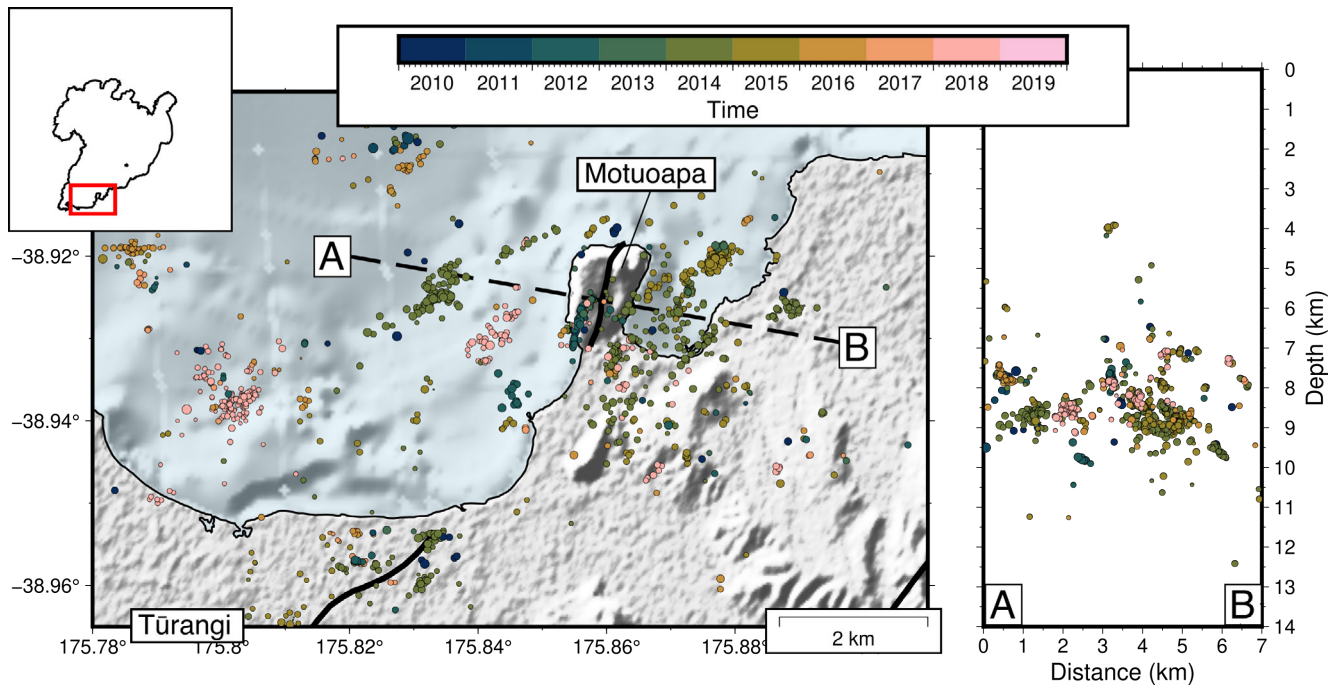 2010 2011 2012 2013 2014 2015 2016 2017 2018 2019
Time
Motuoapa
A
B
Tūrangi
2 km
−38.92°
−38.94°
−38.96°
175.78° 175.8° 175.82° 175.84° 175.86° 175.88°
0
1
2
3
4
5
6
7
8
9
10
11
12
13
14
Depth (km)
A B
0 1 2 3 4 5 6 7
Distance (km)